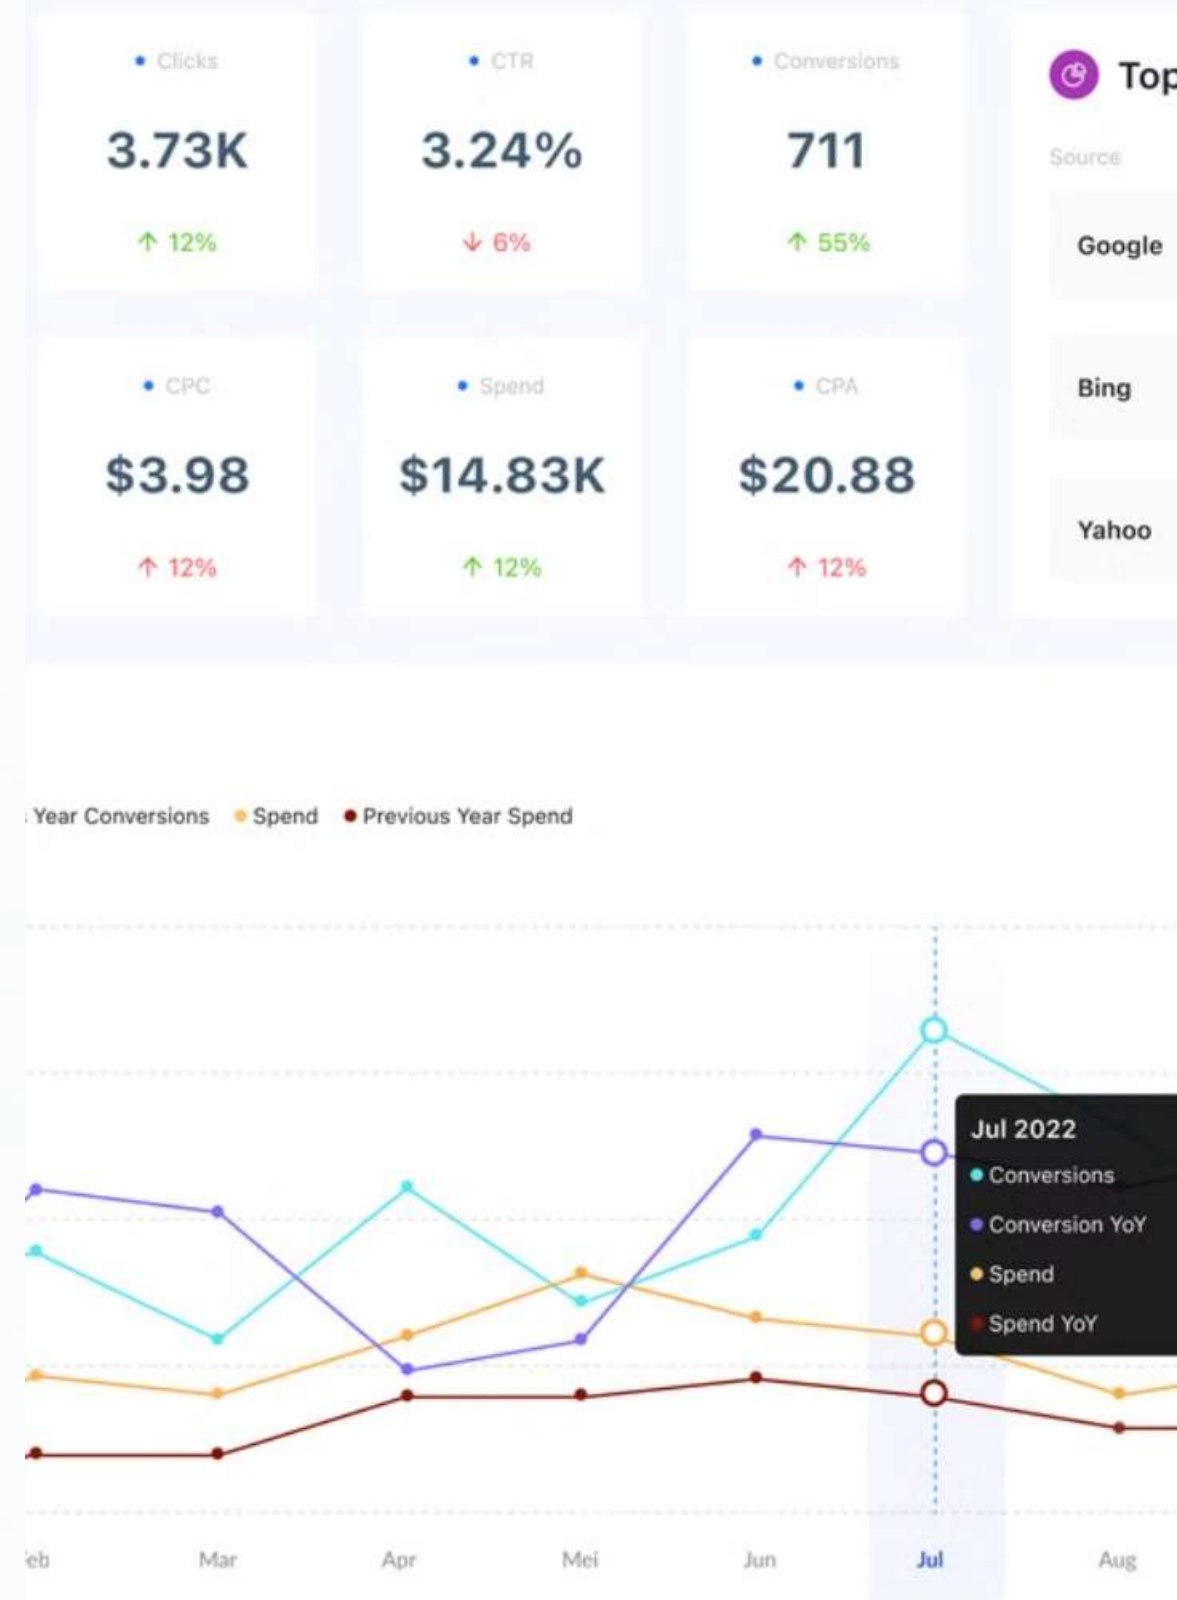 Clicks
CTR
Conversions
Top
3.73K
3.24%
711
Source
12%
6%
55%
Google
CPC
Spend
CPA
Bing
$3.98
$14.83K
$20.88
Yahoo
12%
12%
12%
Year Conversions Spend Previous Year Spend
Jul 2022
Conversions
Conversion YoY
Spend
Spend YoY
eb Mar Apr Mei Jun Jul Aug